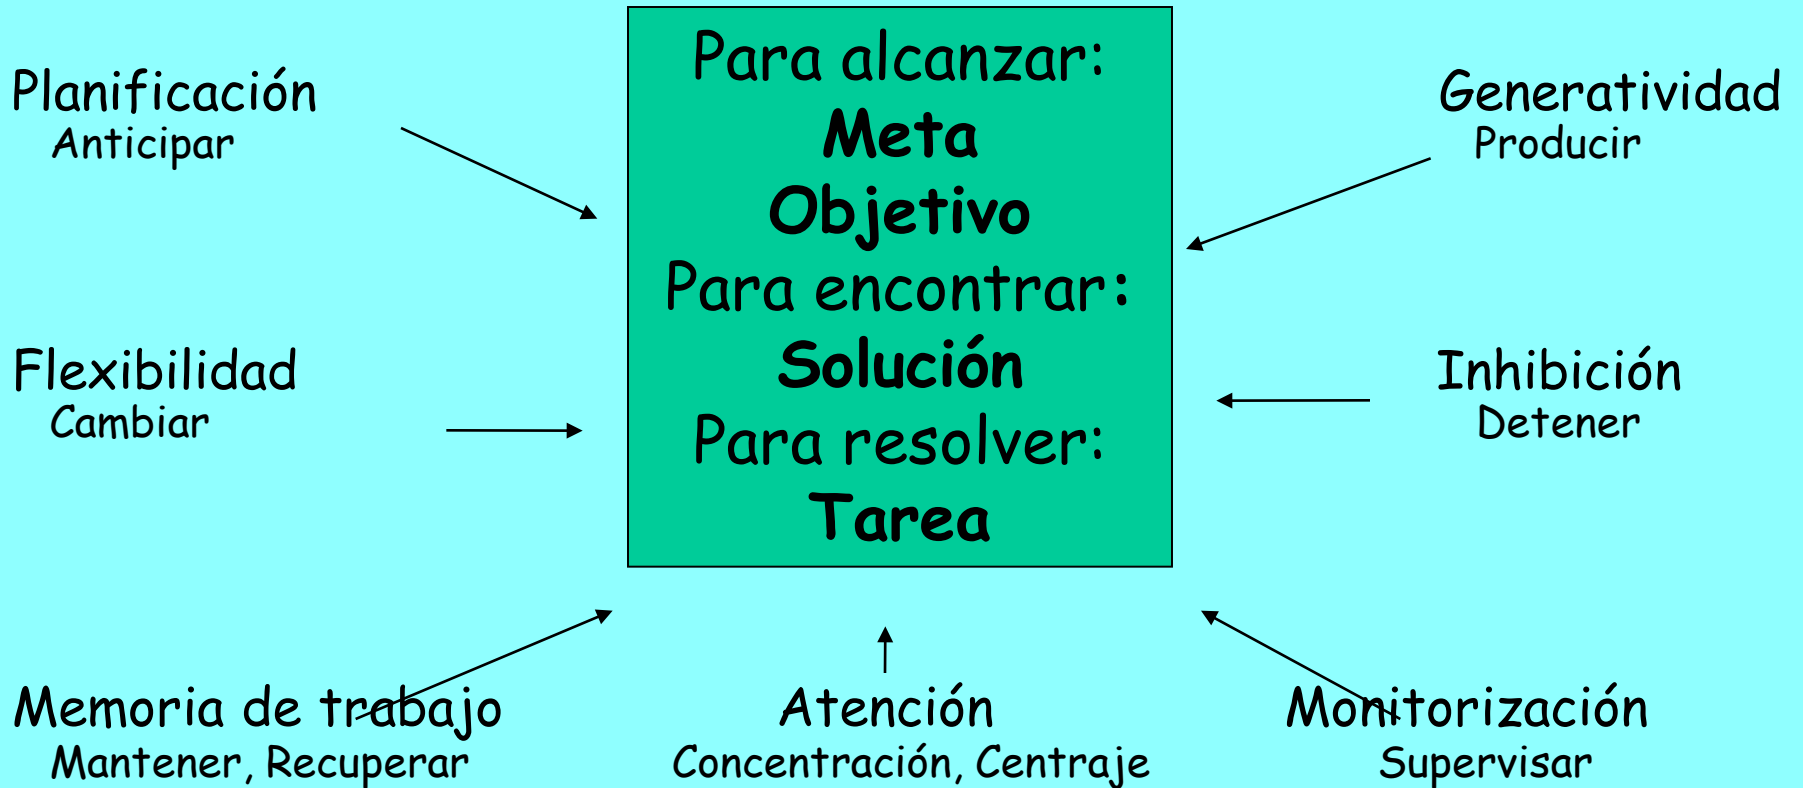 Planificación
Anticipar
Flexibilidad
Cambiar
Memoria de trabajo
Mantener, Recuperar
Para alcanzar:
Meta
Objetivo
Para encontrar:
Solución
Para resolver:
Tarea
Atención
Concentración, Centraje
Generatividad
Producir
Inhibición
Detener
Monitorización
Supervisar